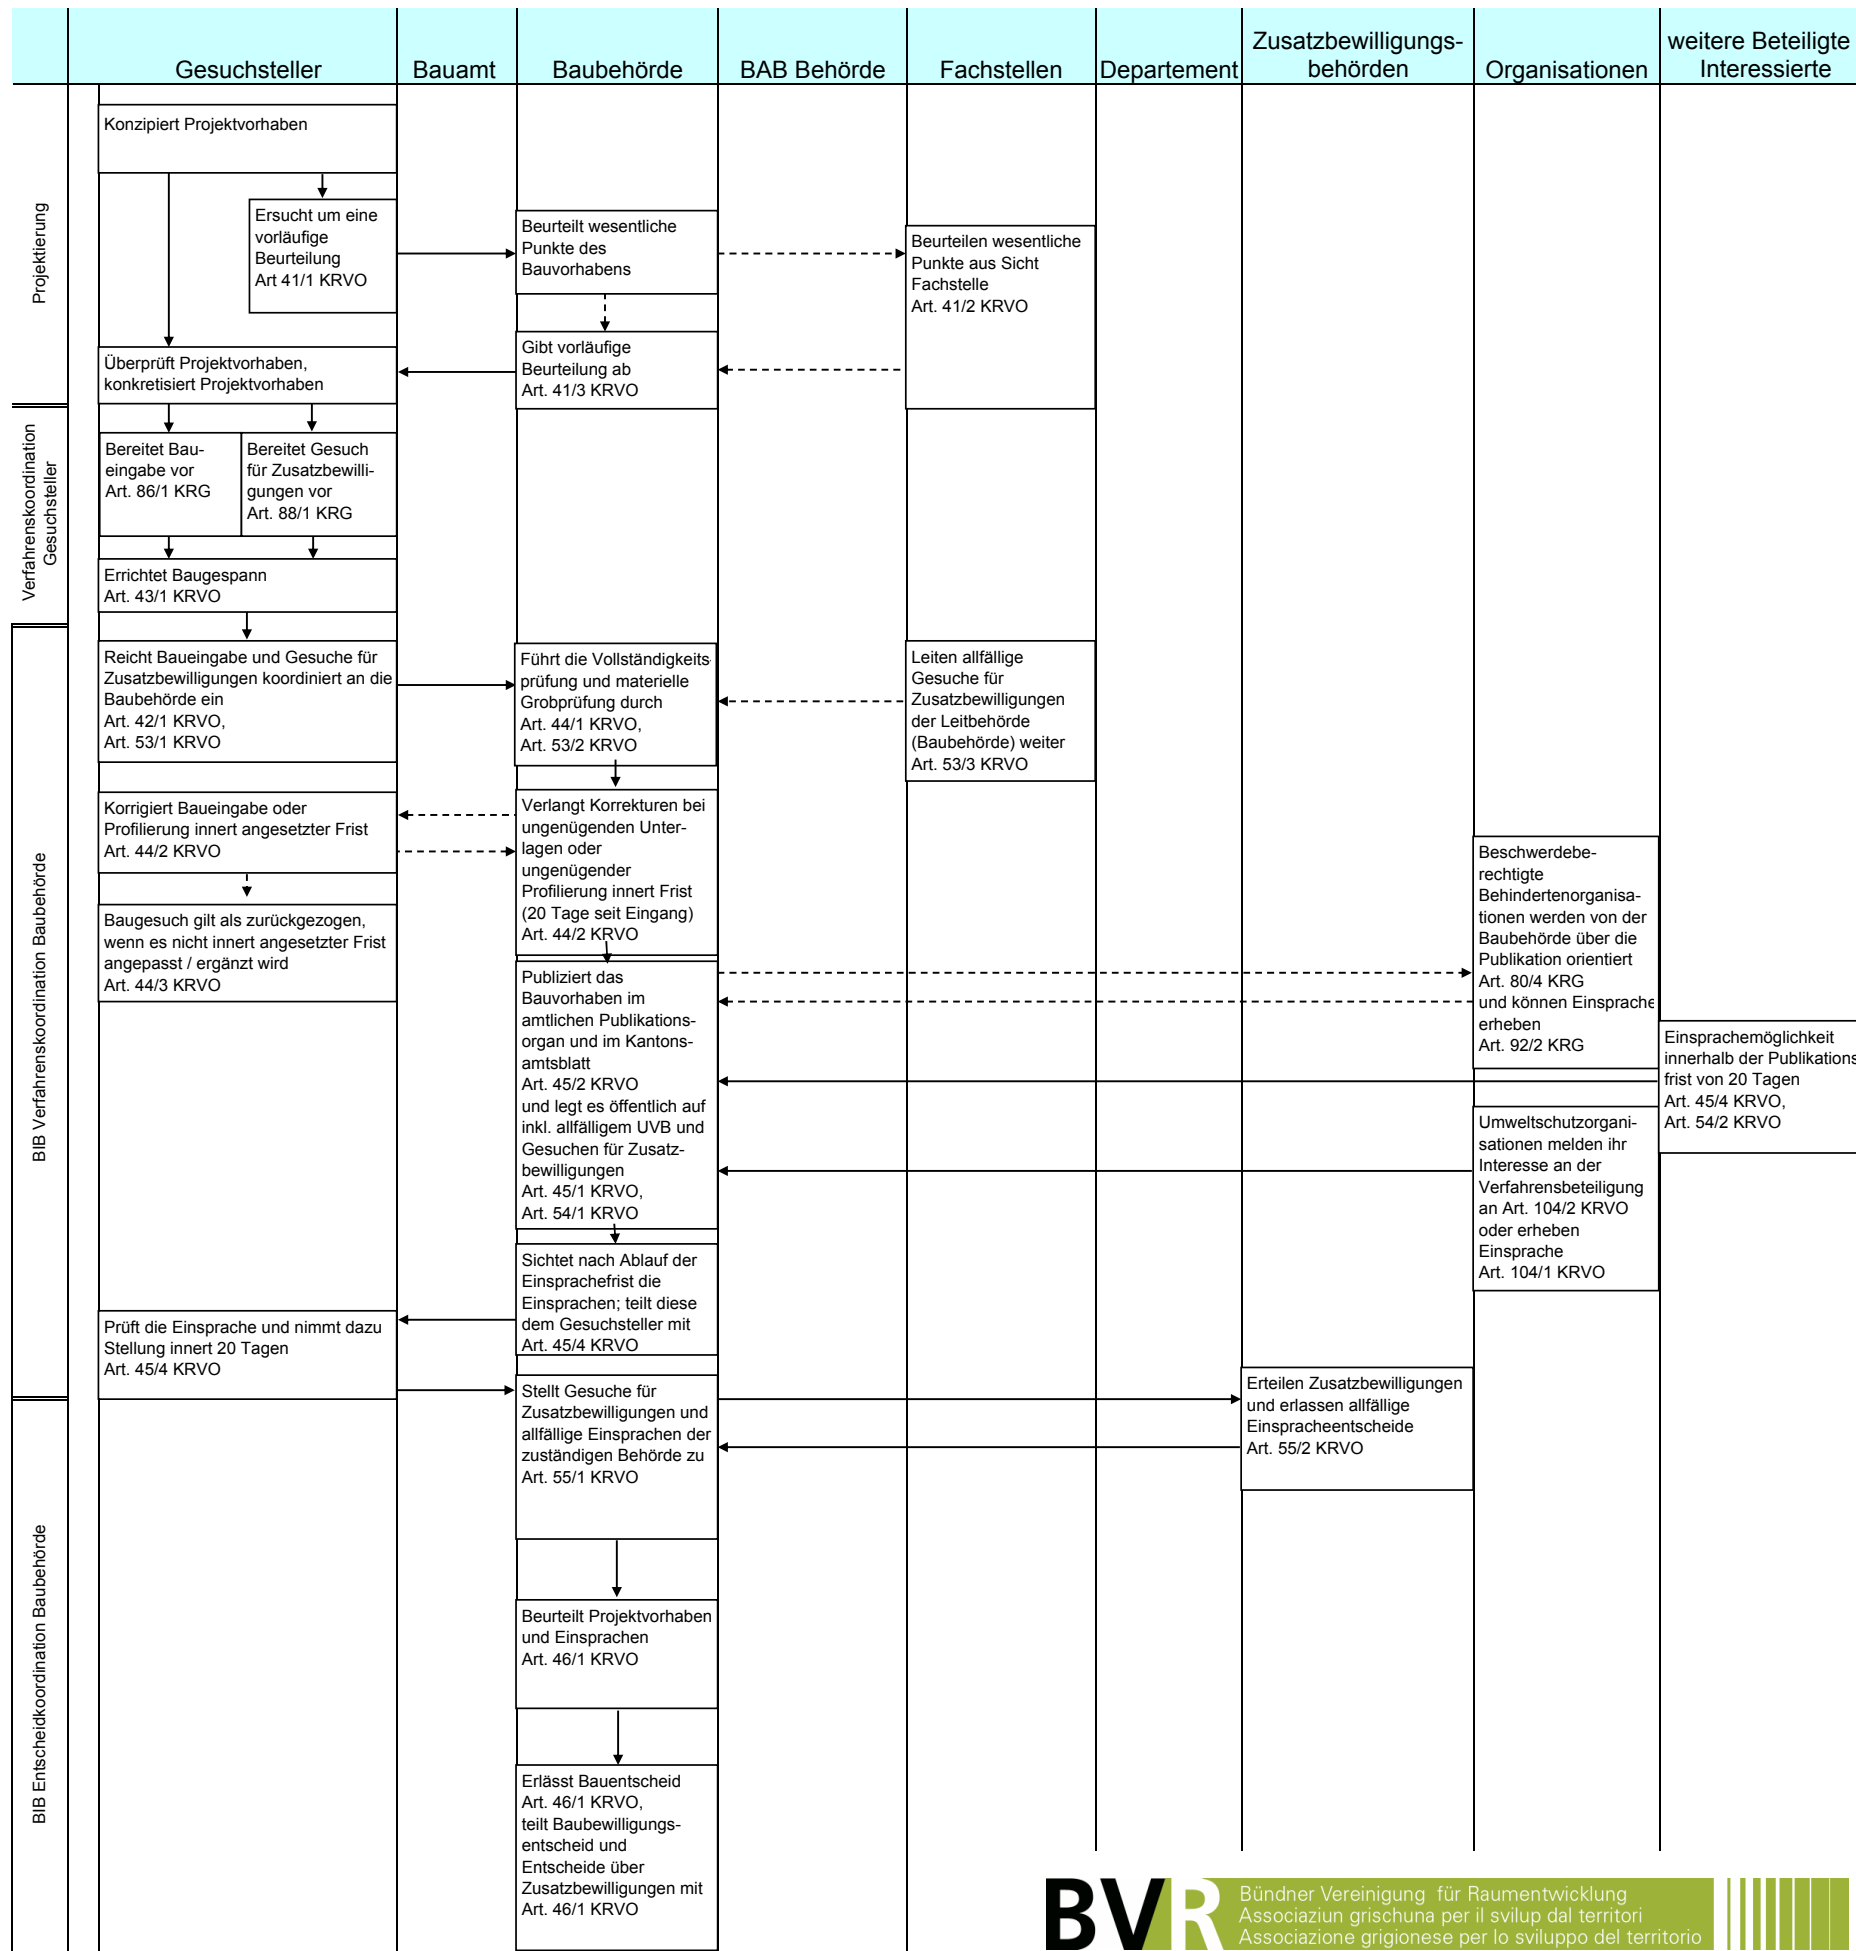 Gesuchsteller
Bauamt
Baubehörde
BAB Behörde
Fachstellen
Departement
Zusatzbewilligungs-
behörden
Organisationen
weitere Beteiligte
Interessierte
Projektierung
Konzipiert Projektvorhaben
Ersucht um eine
vorläufige
Beurteilung
Art 41/1 KRVO
Beurteilt wesentliche
Punkte des
Bauvorhabens
Beurteilen wesentliche
Punkte aus Sicht
Fachstelle
Art. 41/2 KRVO
Überprüft Projektvorhaben,
konkretisiert Projektvorhaben
Gibt vorläufige
Beurteilung ab
Art. 41/3 KRVO
Verfahrenskoordination
Gesuchsteller
Bereitet Bau-
eingabe vor
Art. 86/1 KRG
Bereitet Gesuch
für Zusatzbewilli-
gungen vor
Art. 88/1 KRG
Errichtet Baugespann
Art. 43/1 KRVO
BIB Verfahrenskoordination Baubehörde
Reicht Baueingabe und Gesuche für
Zusatzbewilligungen koordiniert an die
Baubehörde ein
Art. 42/1 KRVO,
Art. 53/1 KRVO
Führt die Vollständigkeits-
prüfung und materielle
Grobprüfung durch
Art. 44/1 KRVO,
Art. 53/2 KRVO
Leiten allfällige
Gesuche für
Zusatzbewilligungen
der Leitbehörde
(Baubehörde) weiter
Art. 53/3 KRVO
Korrigiert Baueingabe oder
Profilierung innert angesetzter Frist
Art. 44/2 KRVO
Verlangt Korrekturen bei
ungenügenden Unter-
lagen oder
ungenügender
Profilierung innert Frist
(20 Tage seit Eingang)
Art. 44/2 KRVO
Baugesuch gilt als zurückgezogen,
wenn es nicht innert angesetzter Frist
angepasst / ergänzt wird
Art. 44/3 KRVO
Publiziert das
Bauvorhaben im
amtlichen Publikations-
organ und im Kantons-
amtsblatt
Art. 45/2 KRVO
und legt es öffentlich auf
inkl. allfälligem UVB und
Gesuchen für Zusatz-
bewilligungen
Art. 45/1 KRVO,
Art. 54/1 KRVO
Beschwerdebe-
rechtigte
Behindertenorganisa-
tionen werden von der
Baubehörde über die
Publikation orientiert
Art. 80/4 KRG
und können Einsprache
erheben
Art. 92/2 KRG
Einsprachemöglichkeit
innerhalb der Publikations
frist von 20 Tagen
Art. 45/4 KRVO,
Art. 54/2 KRVO
Umweltschutzorgani-
sationen melden ihr
Interesse an der
Verfahrensbeteiligung
an Art. 104/2 KRVO
oder erheben
Einsprache
Art. 104/1 KRVO
Sichtet nach Ablauf der
Einsprachefrist die
Einsprachen; teilt diese
dem Gesuchsteller mit
Art. 45/4 KRVO
Prüft die Einsprache und nimmt dazu
Stellung innert 20 Tagen
Art. 45/4 KRVO
BIB Entscheidkoordination Baubehörde
Stellt Gesuche für
Zusatzbewilligungen und
allfällige Einsprachen der
zuständigen Behörde zu
Art. 55/1 KRVO
Erteilen Zusatzbewilligungen
und erlassen allfällige
Einspracheentscheide
Art. 55/2 KRVO
Beurteilt Projektvorhaben
und Einsprachen
Art. 46/1 KRVO
Erlässt Bauentscheid
Art. 46/1 KRVO,
teilt Baubewilligungs-
entscheid und
Entscheide über
Zusatzbewilligungen mit
Art. 46/1 KRVO
BVR
Bündner Vereinigung für Raumentwicklung
Associaziun grischuna per il svilup dal territori
Associazione grigionese per lo sviluppo del territorio